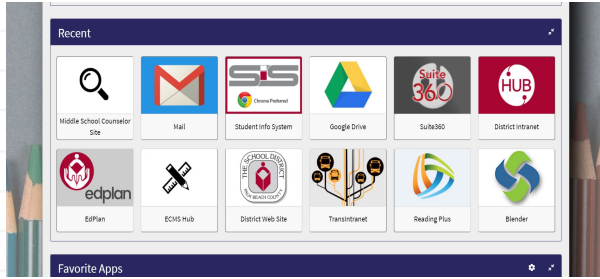 Recent
SIS
Suite
360
HUB
Chrome Preferred
Middle School Counselor
Site
Mail
Student Info System
Google Drive
Suite360
District Intranet
edplan
THE SCHOOL DISTRICT
PALM BEACH COUNTY
EdPlan
ECMS Hub
District Web Site
TransIntranet
Reading Plus
Blender
Favorite Apps